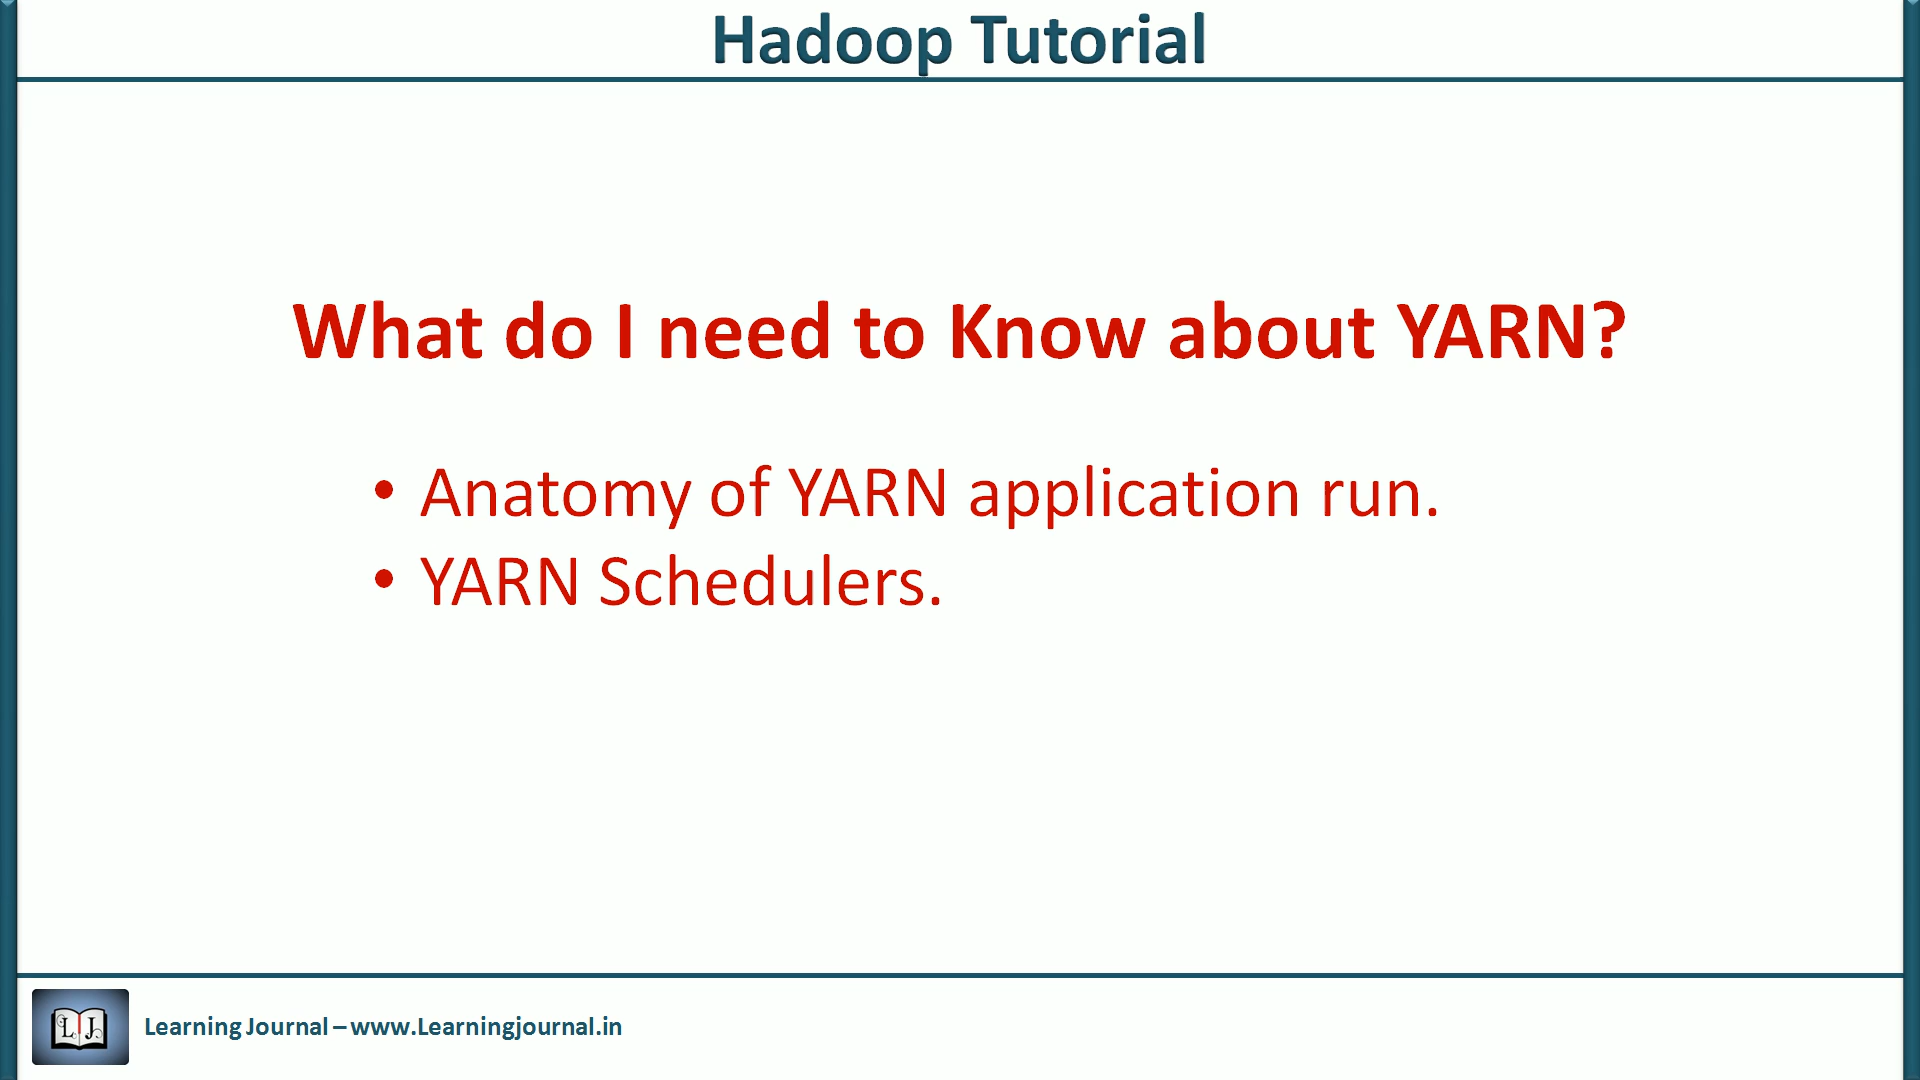 Hadoop Tutorial
What do I need to Know about YARN?
• Anatomy of YARN application run.
• YARN Schedulers.
L J
Learning Journal – www.Learningjournal.in